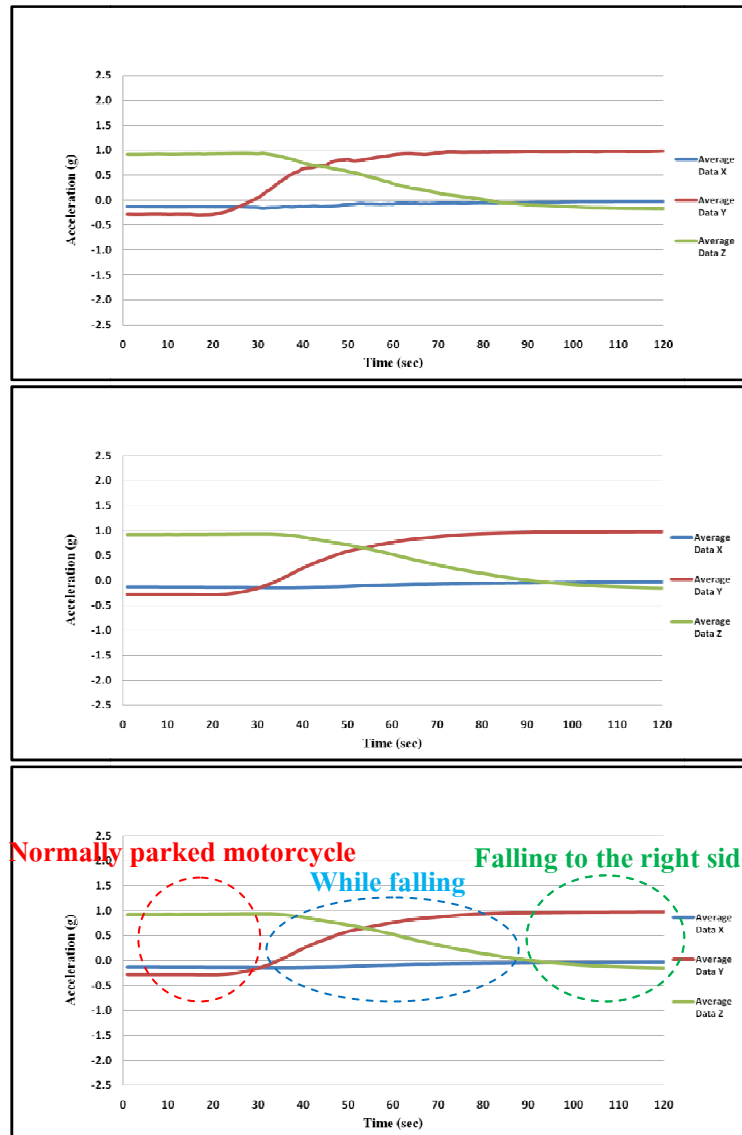 2.5
2.0
1.5
1.0
0.5
0.0
-0.5
-1.0
-1.5
-2.0
-2.5
Acceleration (g)
0 10 20 30 40 50 60 70 80 90 100 110 120
Time (sec)
Average
Data X
Average
Data Y
Average
Data Z
2.5
2.0
1.5
1.0
0.5
0.0
-0.5
-1.0
-1.5
-2.0
-2.5
Acceleration (g)
0 10 20 30 40 50 60 70 80 90 100 110 120
Time (sec)
Average
Data X
Average
Data Y
Average
Data Z
2.5
2.0
1.5
1.0
0.5
0.0
-0.5
-1.0
-1.5
-2.0
-2.5
Acceleration (g)
Normally parked motorcycle
While falling
Falling to the right side
0 10 20 30 40 50 60 70 80 90 100 110 120
Time (sec)
Average
Data X
Average
Data Y
Average
Data Z